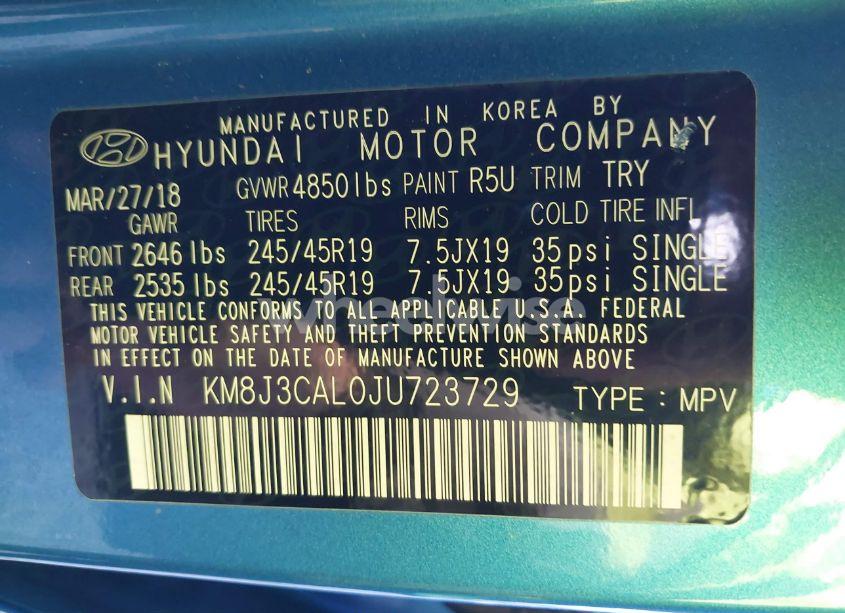 MANUFACTURED IN KOREA BY
HYUNDAI MOTOR COMPANY
MAR/27/18 GVWR 4850lbs PAINT R5U TRIM TRY
GAWR TIRES RIMS COLD TIRE INFL
FRONT 2646 lbs 245/45R19 7.5JX19 35psi SINGLE
REAR 2535 lbs 245/45R19 7.5JX19 35psi SINGLE
THIS VEHICLE CONFORMS TO ALL APPLICABLE U.S.A. FEDERAL
MOTOR VEHICLE SAFETY AND THEFT PREVENTION STANDARDS
IN EFFECT ON THE DATE OF MANUFACTURE SHOWN ABOVE
wheelwise
V.I.N KM8J3CAL0JU723729 TYPE : MPV